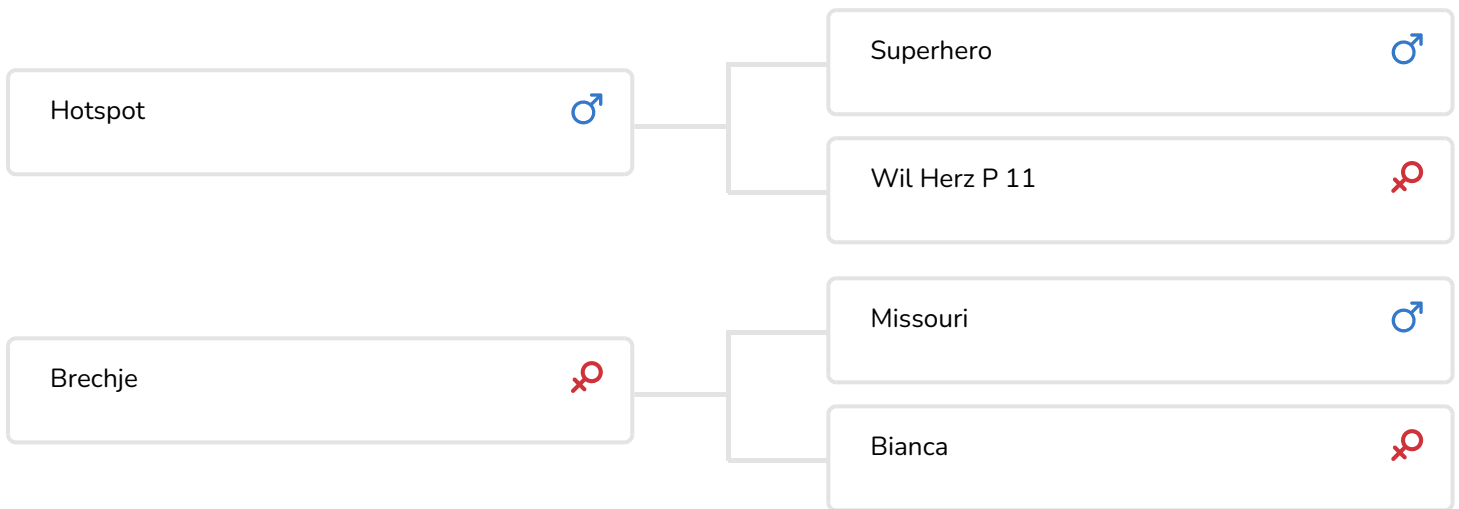 Superhero
Hotspot
Wil Herz P 11
Missouri
Brechje
Bianca